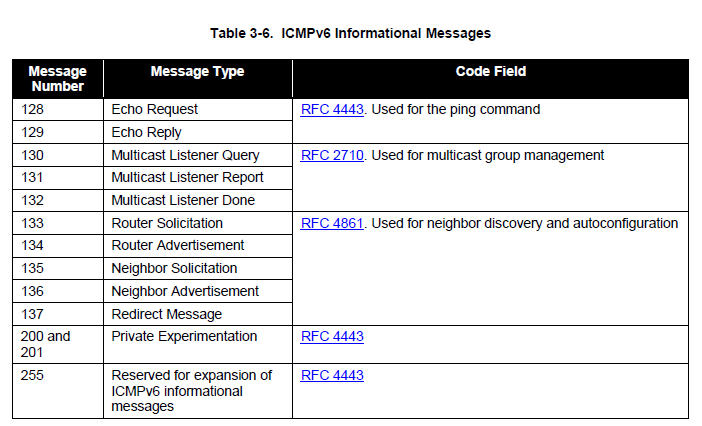 Table 3-6. ICMPv6 Informational Messages
Message Number Message Type Code Field
128 Echo Request RFC 4443. Used for the ping command
129 Echo Reply
130 Multicast Listener Query RFC 2710. Used for multicast group management
131 Multicast Listener Report
132 Multicast Listener Done
133 Router Solicitation RFC 4861. Used for neighbor discovery and autoconfiguration
134 Router Advertisement
135 Neighbor Solicitation
136 Neighbor Advertisement
137 Redirect Message
200 and 201 Private Experimentation RFC 4443
255 Reserved for expansion of ICMPv6 informational messages RFC 4443